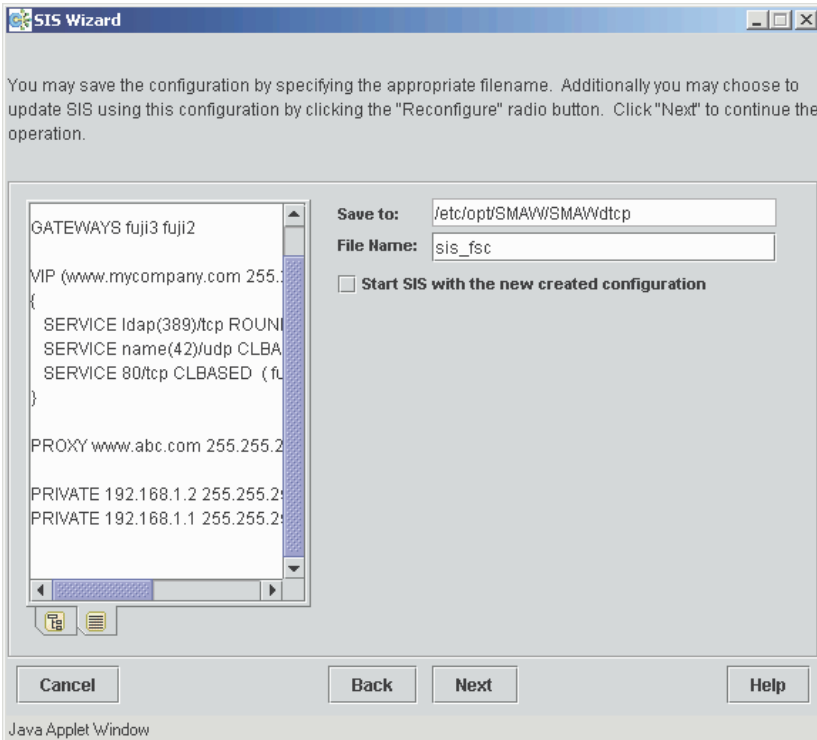 SIS Wizard
You may save the configuration by specifying the appropriate filename. Additionally you may choose to
update SIS using this configuration by clicking the "Reconfigure" radio button. Click "Next" to continue the
operation.
GATEWAYS fuji3 fuji2
VIP (www.mycompany.com 255.
{
SERVICE ldap(389)/tcp ROUN
SERVICE name(42)/udp CLBA
SERVICE 80/tcp CLBASED ( fu
}
PROXY www.abc.com 255.255.2
PRIVATE 192.168.1.2 255.255.2
PRIVATE 192.168.1.1 255.255.2
Save to: /etc/opt/SMAW/SMAWdtcp
File Name: sis_fsc
Start SIS with the new created configuration
Cancel Back Next Help
Java Applet Window